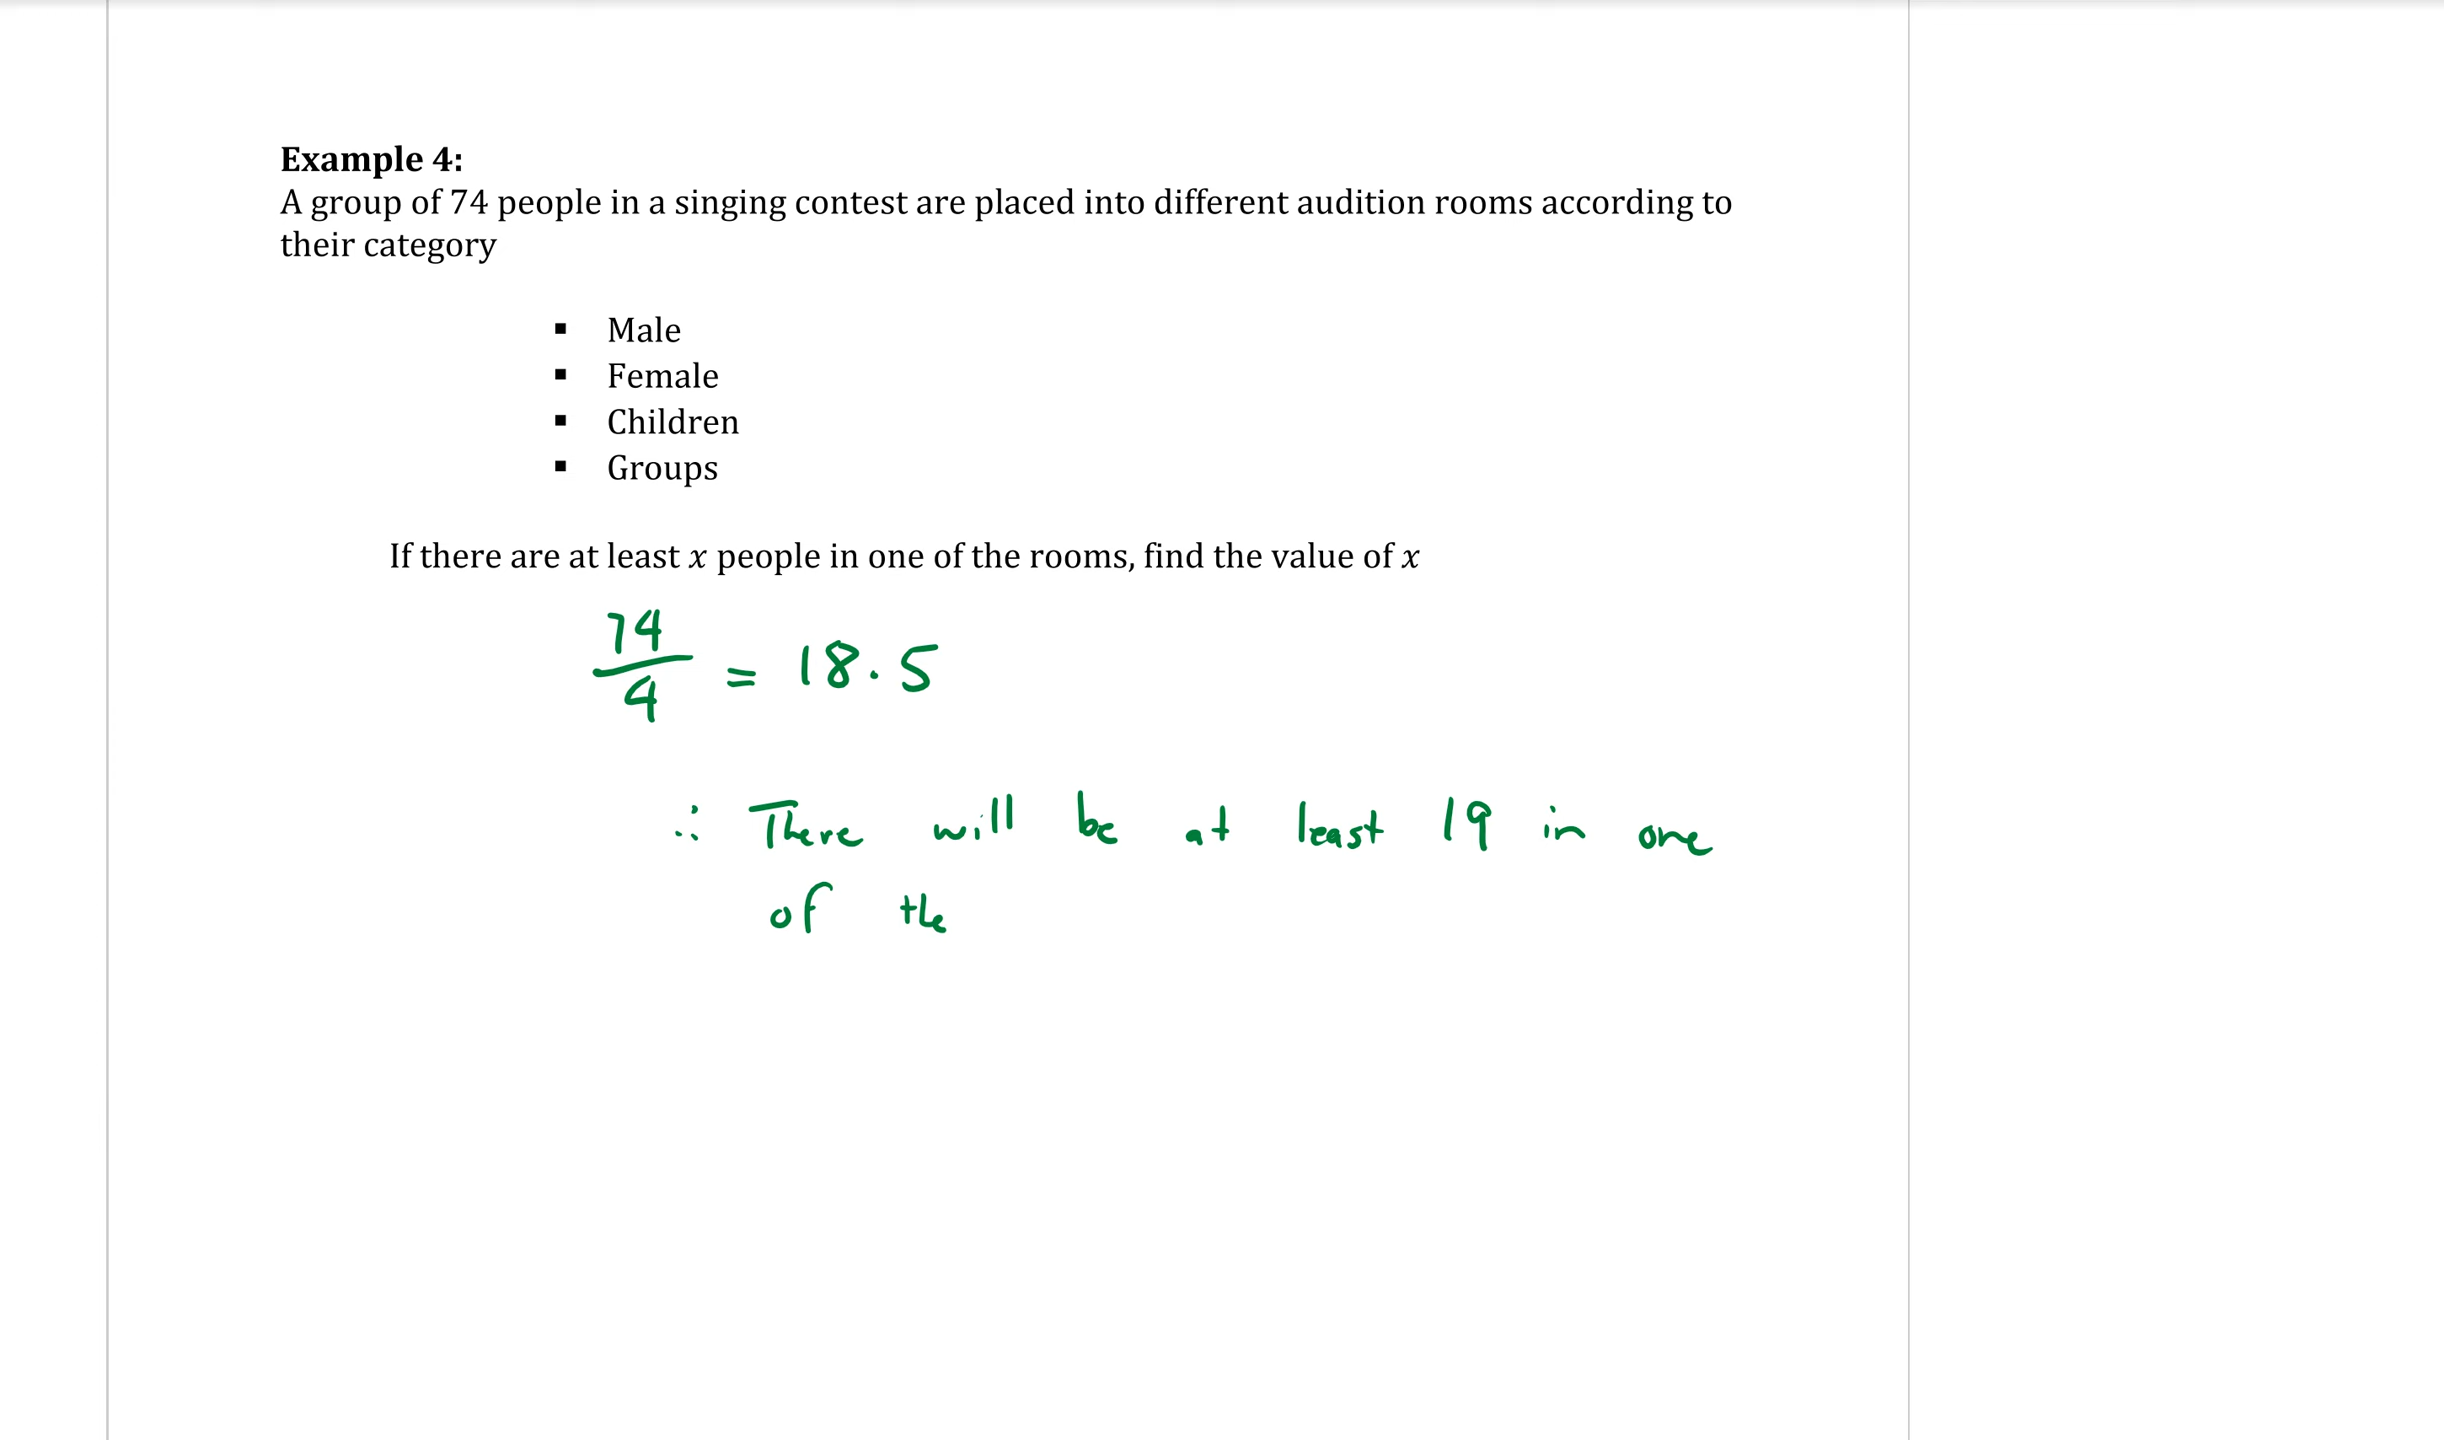 Example 4:
A group of 74 people in a singing contest are placed into different audition rooms according to
their category
▪ Male
▪ Female
▪ Children
▪ Groups
If there are at least x people in one of the rooms, find the value of x
74/4 = 18.5
∴ There will be at least 19 in one
of the